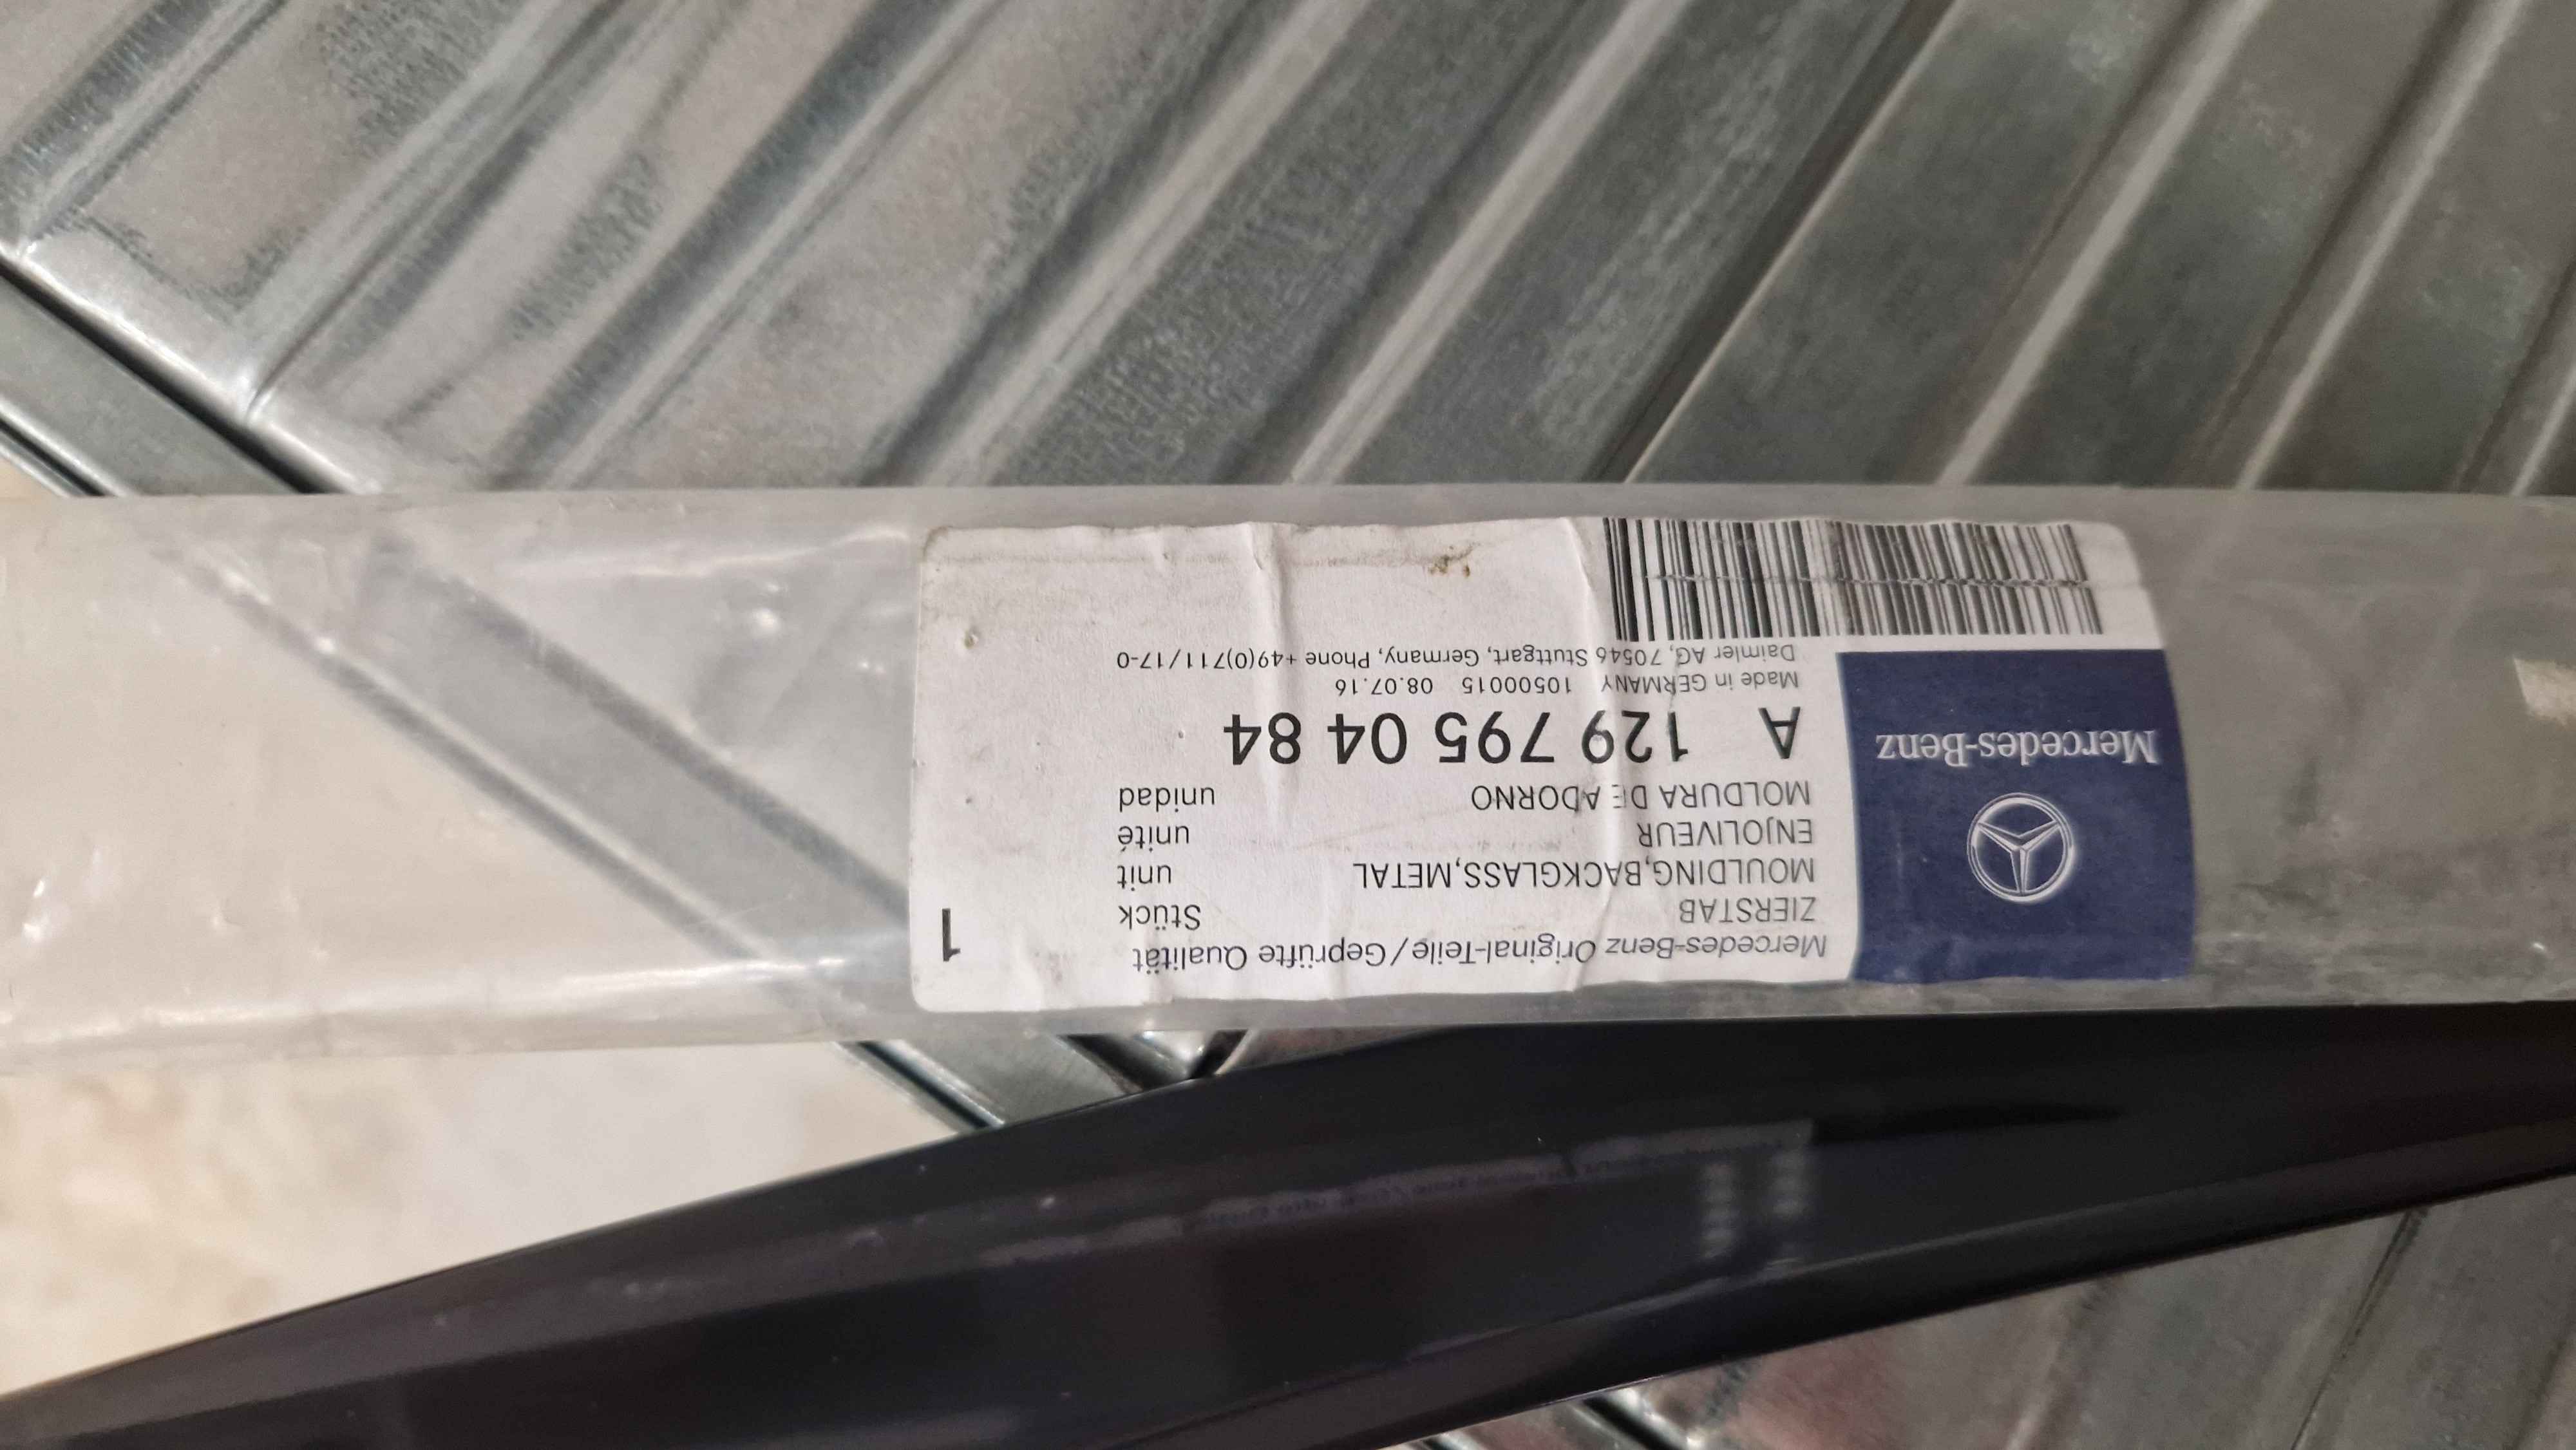 Mercedes-Benz
Mercedes-Benz Original-Teile/Geprüfte Qualität
ZIERSTAB Stück 1
MOULDING,BACKGLASS,METAL unit
ENJOLIVEUR unité
MOLDURA DE ADORNO unidad
A 129 795 04 84
Made in GERMANY 10500015 08.07.16
Daimler AG, 70546 Stuttgart, Germany, Phone +49(0)711/17-0